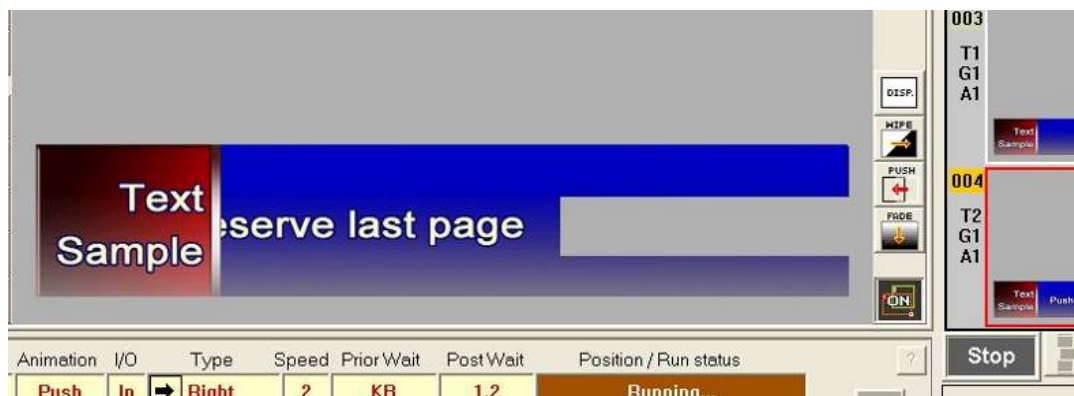 Text
Sample
eserve last page
DISP.
WIPE
PUSH
FADE
ON
003
T1
G1
A1
Text
Sample
004
T2
G1
A1
Text
Sample
Push
Animation I/O Type Speed Prior Wait Post Wait Position / Run status ?
Push In Right 2 KB 1.2 Running...
Stop